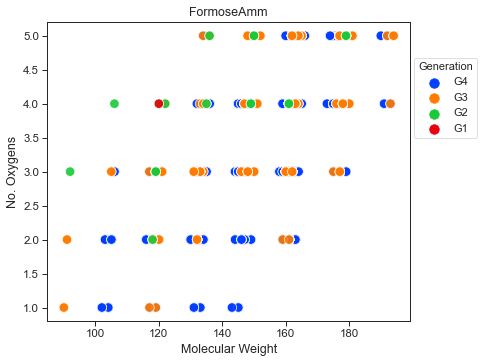 FormoseAmm
5.0
4.5
4.0
3.5
3.0
2.5
2.0
1.5
1.0
No. Oxygens
100 120 140 160 180
Molecular Weight
Generation
G4
G3
G2
G1